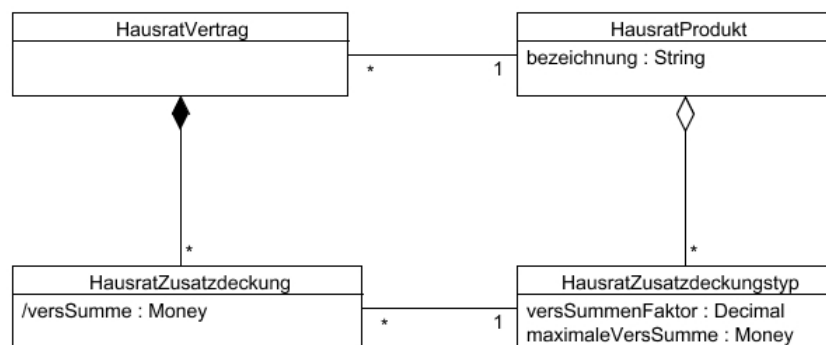 HausratVertrag
HausratProdukt
bezeichnung : String
*
1
*
*
HausratZusatzdeckung
/versSumme : Money
HausratZusatzdeckungstyp
versSummenFaktor : Decimal
maximaleVersSumme : Money
*
1